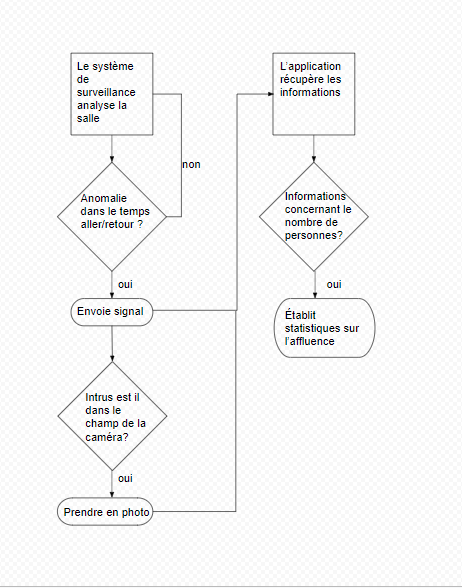 Le système
de
surveillance
analyse la
salle
non
Anomalie
dans le temps
aller/retour ?
oui
Envoie signal
Intrus est il
dans le
champ de la
caméra?
oui
Prendre en photo
L'application
récupère les
informations
Informations
concernant le
nombre de
personnes?
oui
Établit
statistiques sur
l'affluence